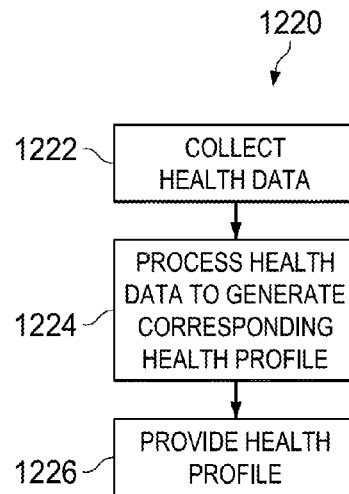 1220
1222
COLLECT
HEALTH DATA
1224
PROCESS HEALTH
DATA TO GENERATE
CORRESPONDING
HEALTH PROFILE
1226
PROVIDE HEALTH
PROFILE